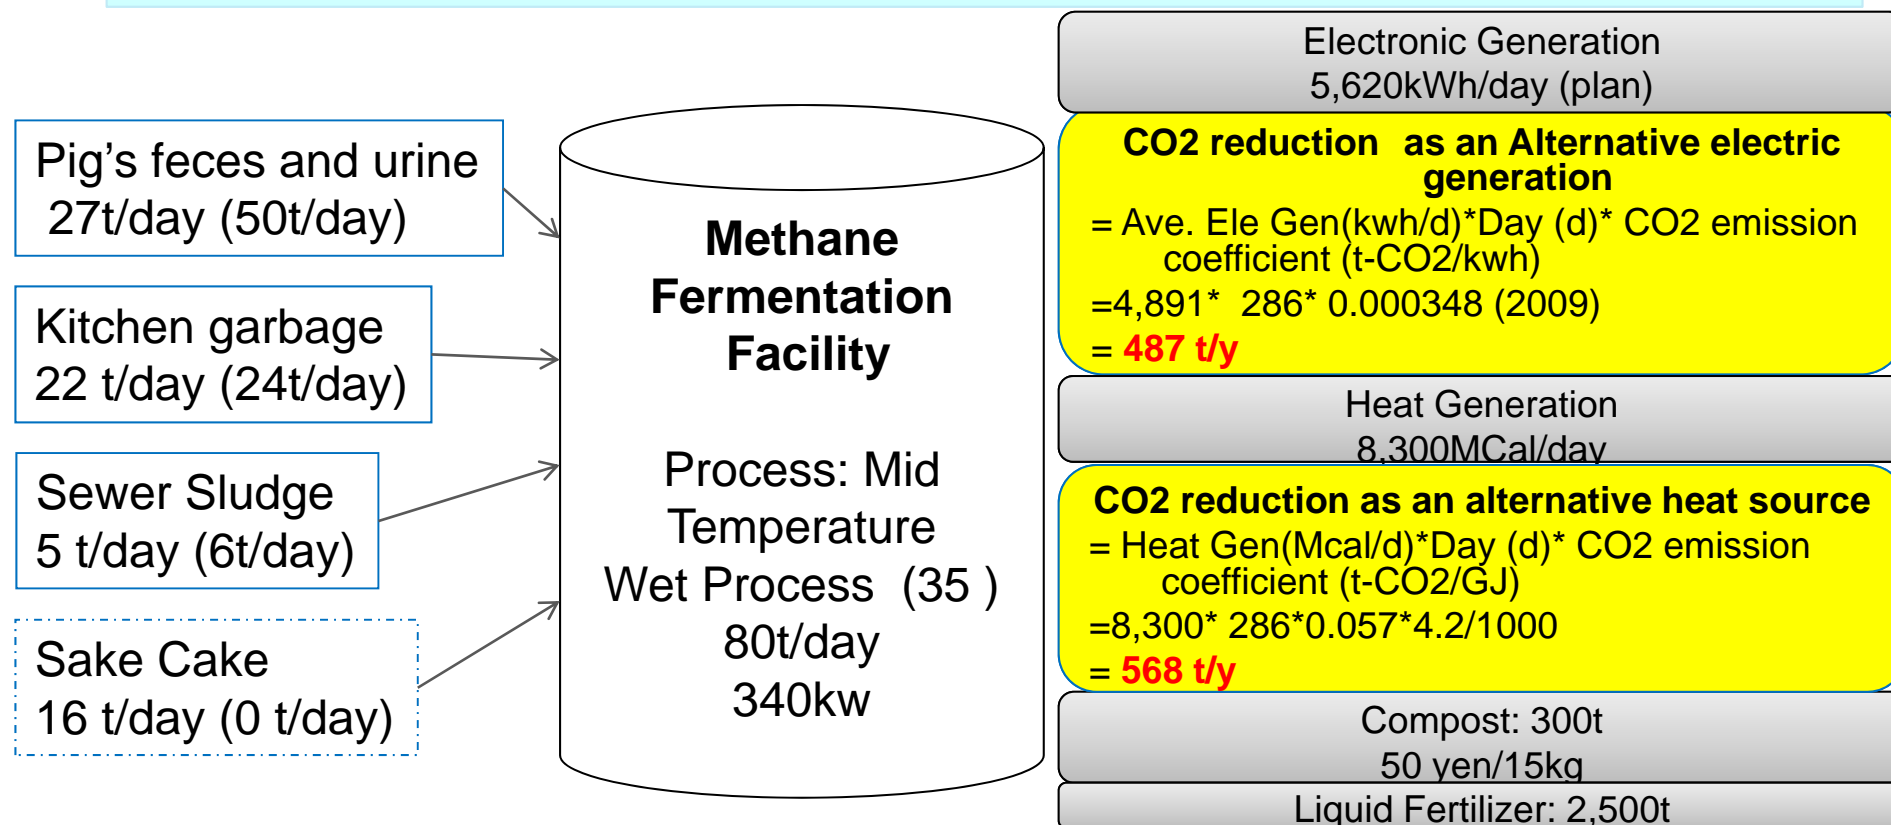 Pig's feces and urine
27t/day (50t/day)
Kitchen garbage
22 t/day (24t/day)
Sewer Sludge
5 t/day (6t/day)
Sake Cake
16 t/day (0 t/day)
Methane
Fermentation
Facility
Process: Mid
Temperature
Wet Process (35 )
80t/day
340kw
Electronic Generation
5,620kWh/day (plan)
CO2 reduction as an Alternative electric
generation
= Ave. Ele Gen(kwh/d)*Day (d)* CO2 emission
coefficient (t-CO2/kwh)
=4,891* 286* 0.000348 (2009)
= 487 t/y
Heat Generation
8,300MCal/day
CO2 reduction as an alternative heat source
= Heat Gen(Mcal/d)*Day (d)* CO2 emission
coefficient (t-CO2/GJ)
=8,300* 286*0.057*4.2/1000
= 568 t/y
Compost: 300t
50 yen/15kg
Liquid Fertilizer: 2,500t